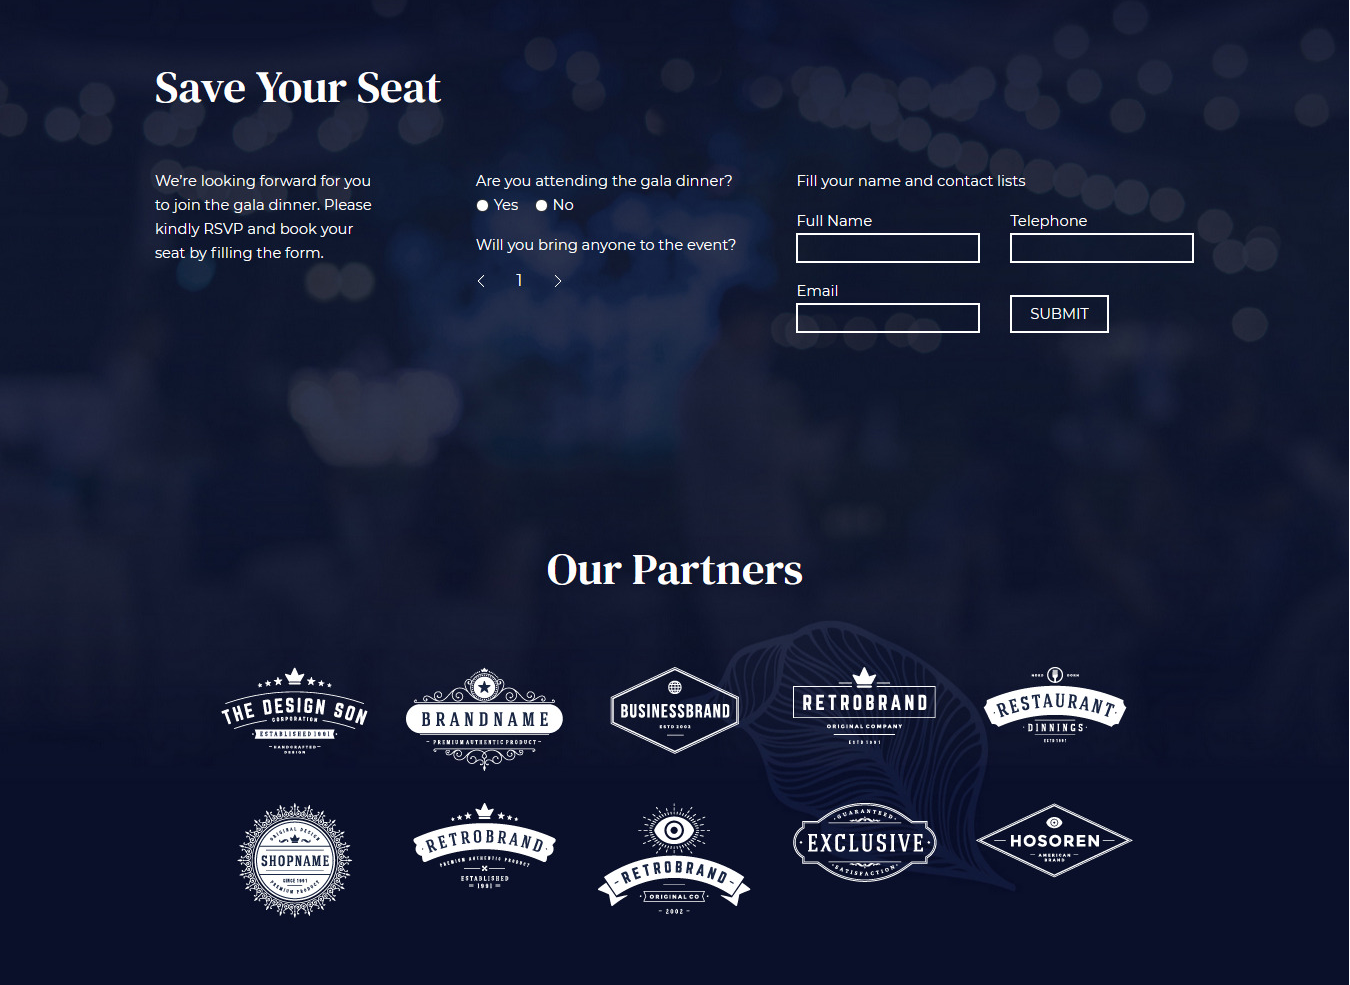 Save Your Seat
We're looking forward for you
to join the gala dinner. Please
kindly RSVP and book your
seat by filling the form.
Are you attending the gala dinner?
Yes No
Will you bring anyone to the event?
1
Fill your name and contact lists
Full Name
Telephone
Email
SUBMIT
Our Partners
THE DESIGN SON
CORPORATION
ESTABLISHED 1991
HANDCRAFTED
DESIGN
BRANDNAME
PREMIUM AUTHENTIC PRODUCT
BUSINESSBRAND
ESTD 2002
RETROBRAND
ORIGINAL COMPANY
ESTD 1991
RESTAURANT
DINNINGS
ESTD 1991
ORIGINAL DESIGN
SHOPNAME
SINCE 1991
PREMIUM PRODUCT
RETROBRAND
PREMIUM AUTHENTIC PRODUCT
ESTABLISHED
1991
RETROBRAND
ORIGINAL CO
2002
GUARANTEED
EXCLUSIVE
SATISFACTION
HOSOREN
AMERICAN
BRAND